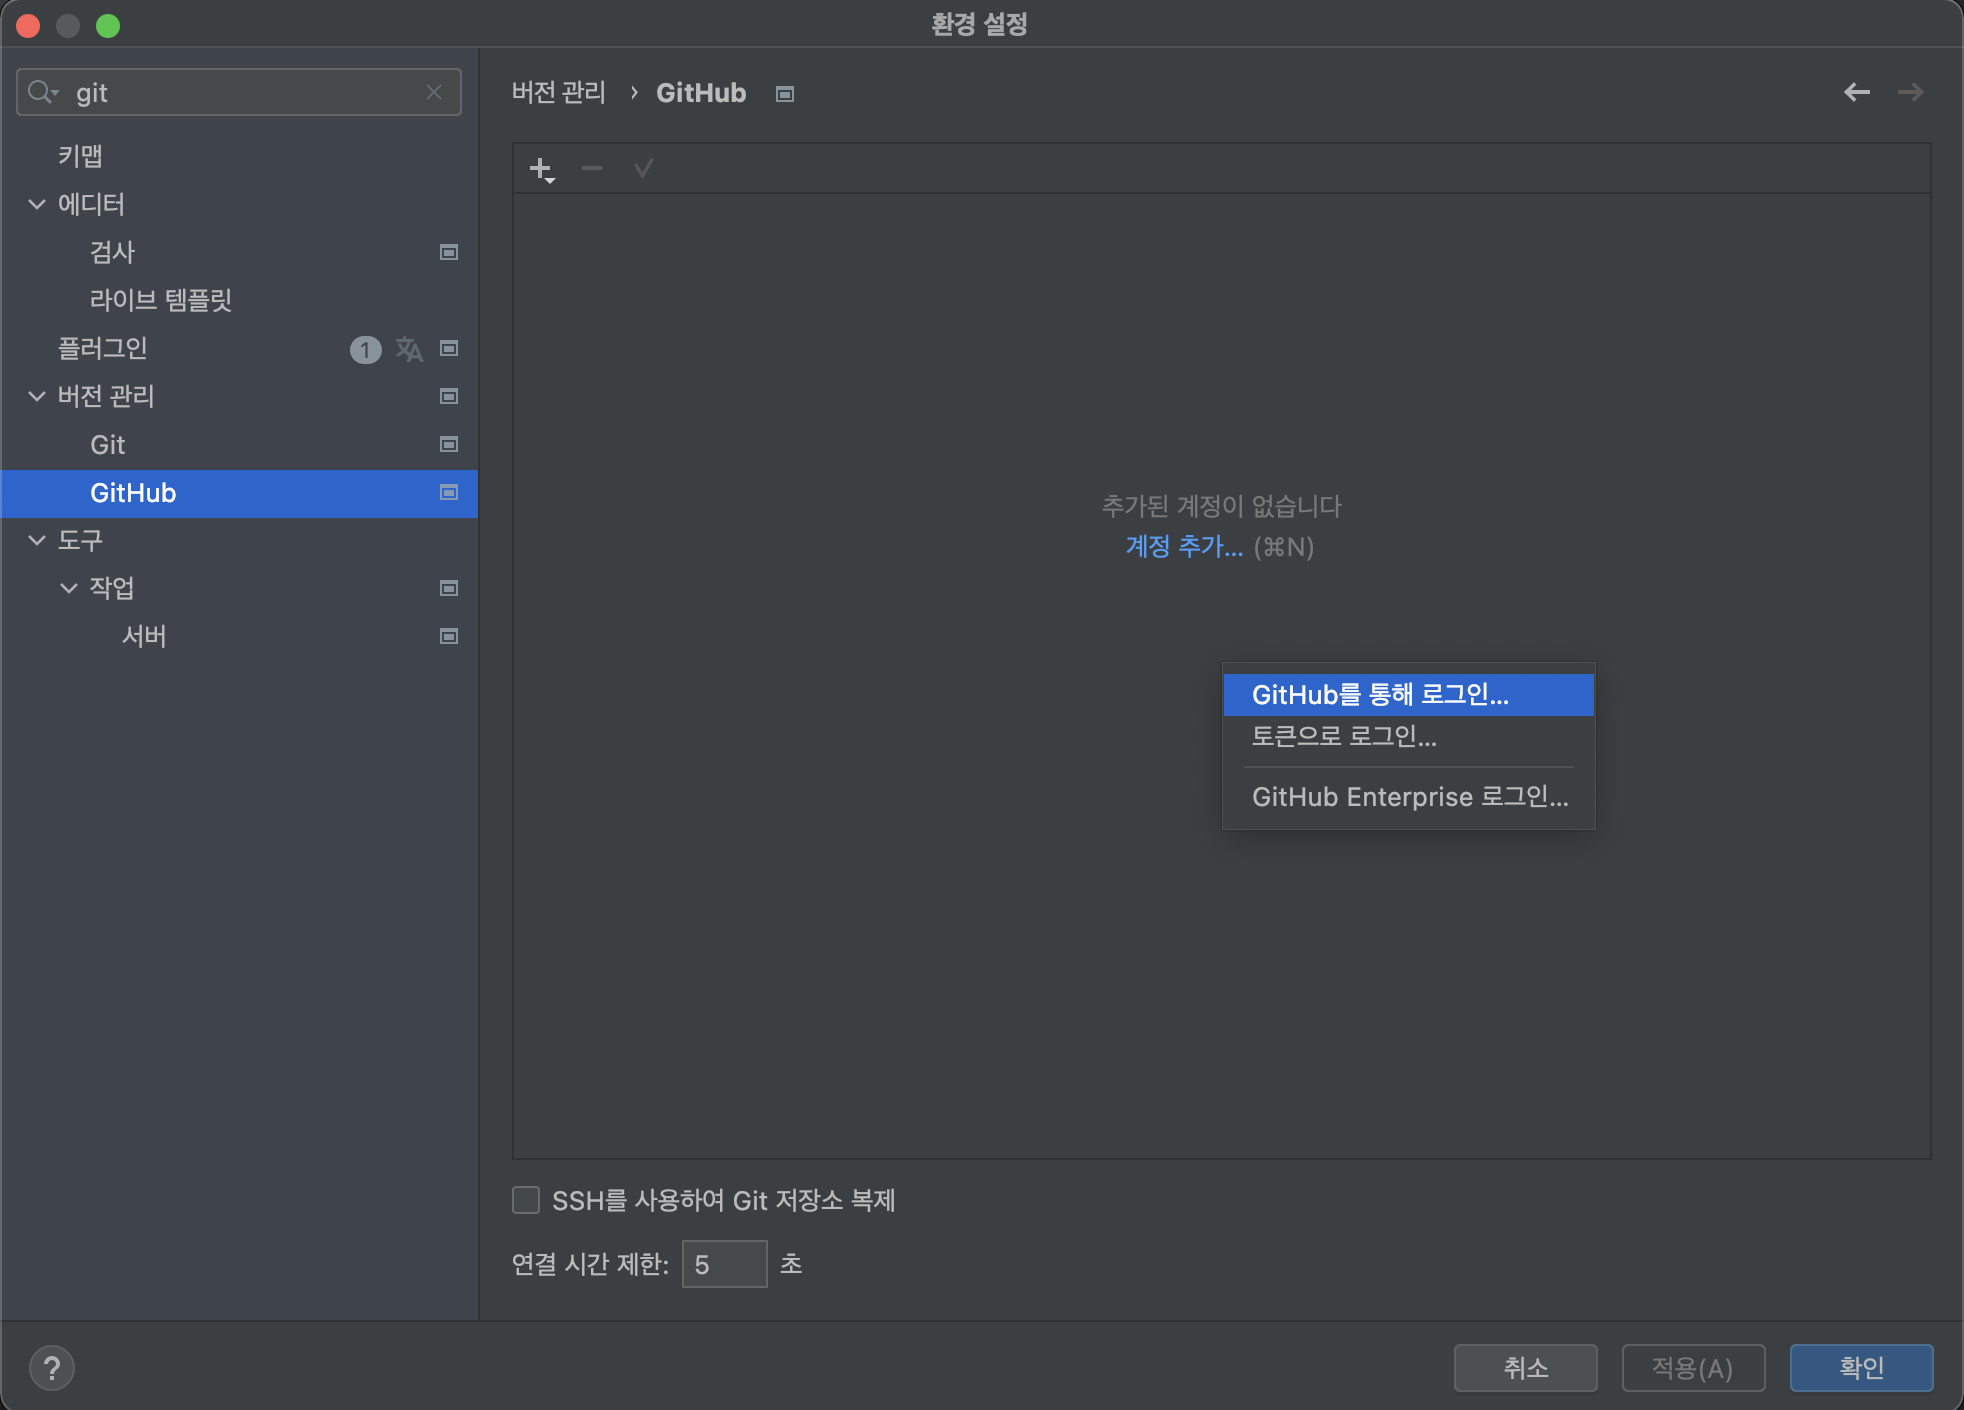 환경 설정
git
키맵
에디터
검사
라이브 템플릿
플러그인
1
버전 관리
Git
GitHub
도구
작업
서버
버전 관리 › GitHub
추가된 계정이 없습니다
계정 추가... (⌘N)
GitHub를 통해 로그인...
토큰으로 로그인...
GitHub Enterprise 로그인...
SSH를 사용하여 Git 저장소 복제
연결 시간 제한: 5 초
?
취소
적용(A)
확인